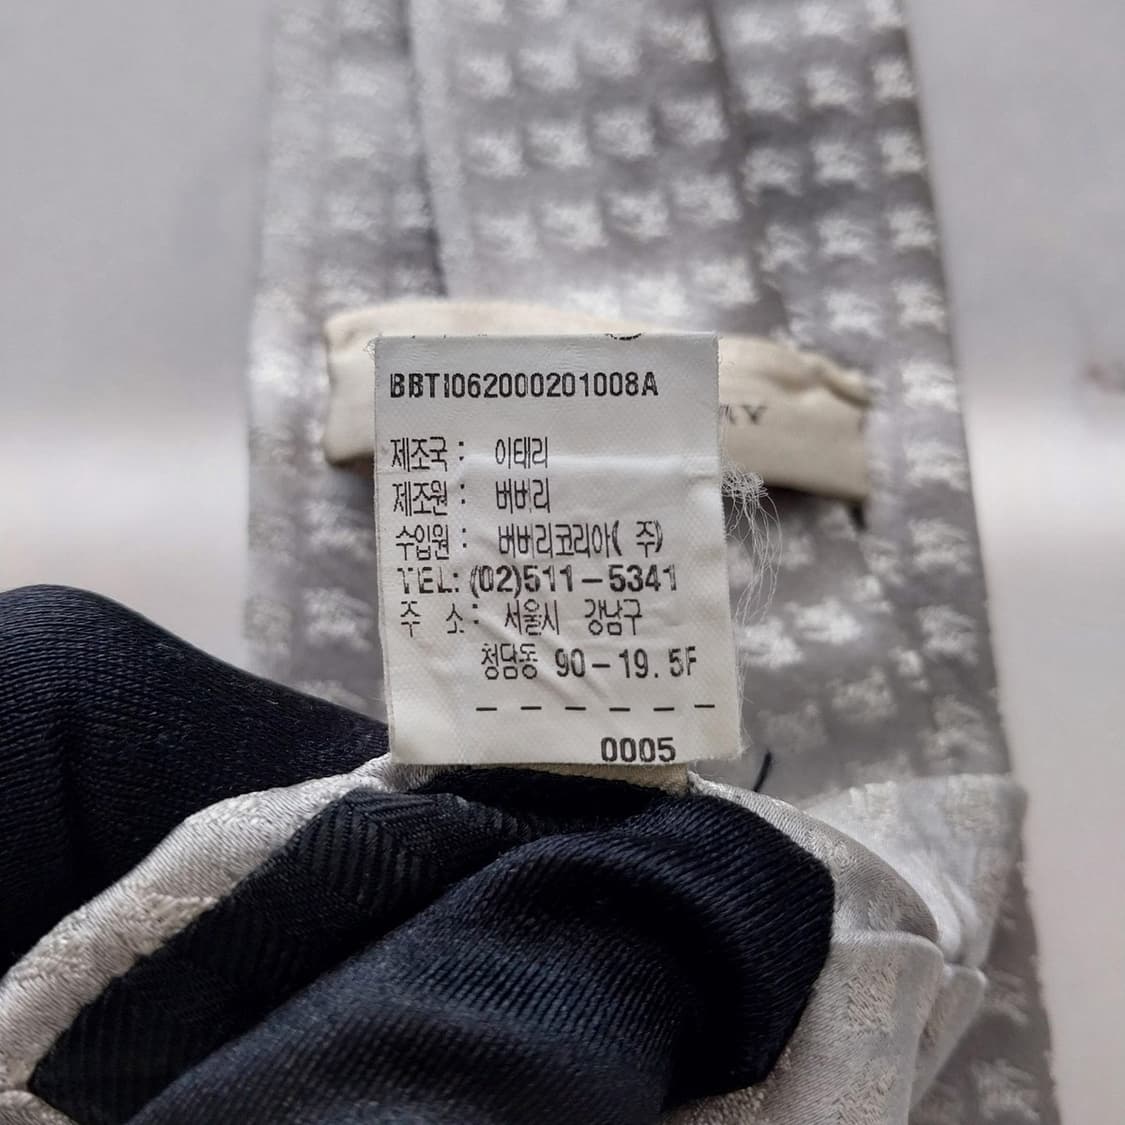 BBTI062000201008A
제조국 : 이태리
제조원 : 버버리
수입원 : 버버리코리아( 주)
TEL: (02)511-5341
주 소: 서울시 강남구
청담동 90-19. 5F
- - - - - -
0005